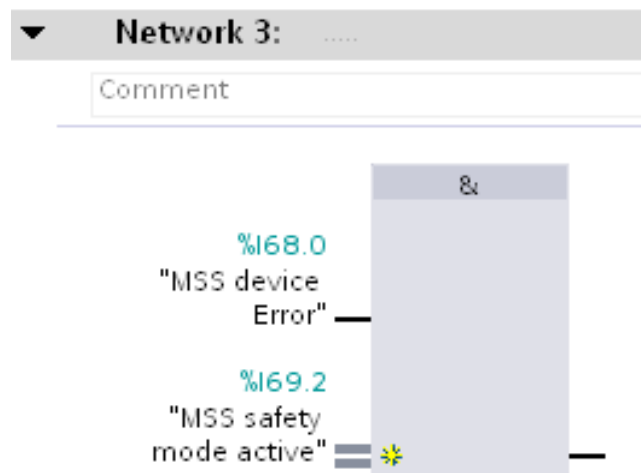 Network 3: .....
Comment
&
%I68.0
"MSS device
Error"
%I69.2
"MSS safety
mode active"